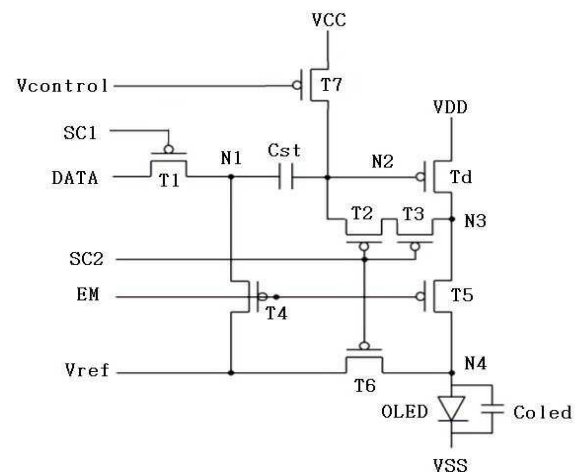 VCC
Vcontrol
T7
VDD
SC1
N1
Cst
N2
DATA
T1
Td
T2
T3
N3
SC2
EM
T4
T5
Vref
T6
N4
OLED
Coled
VSS